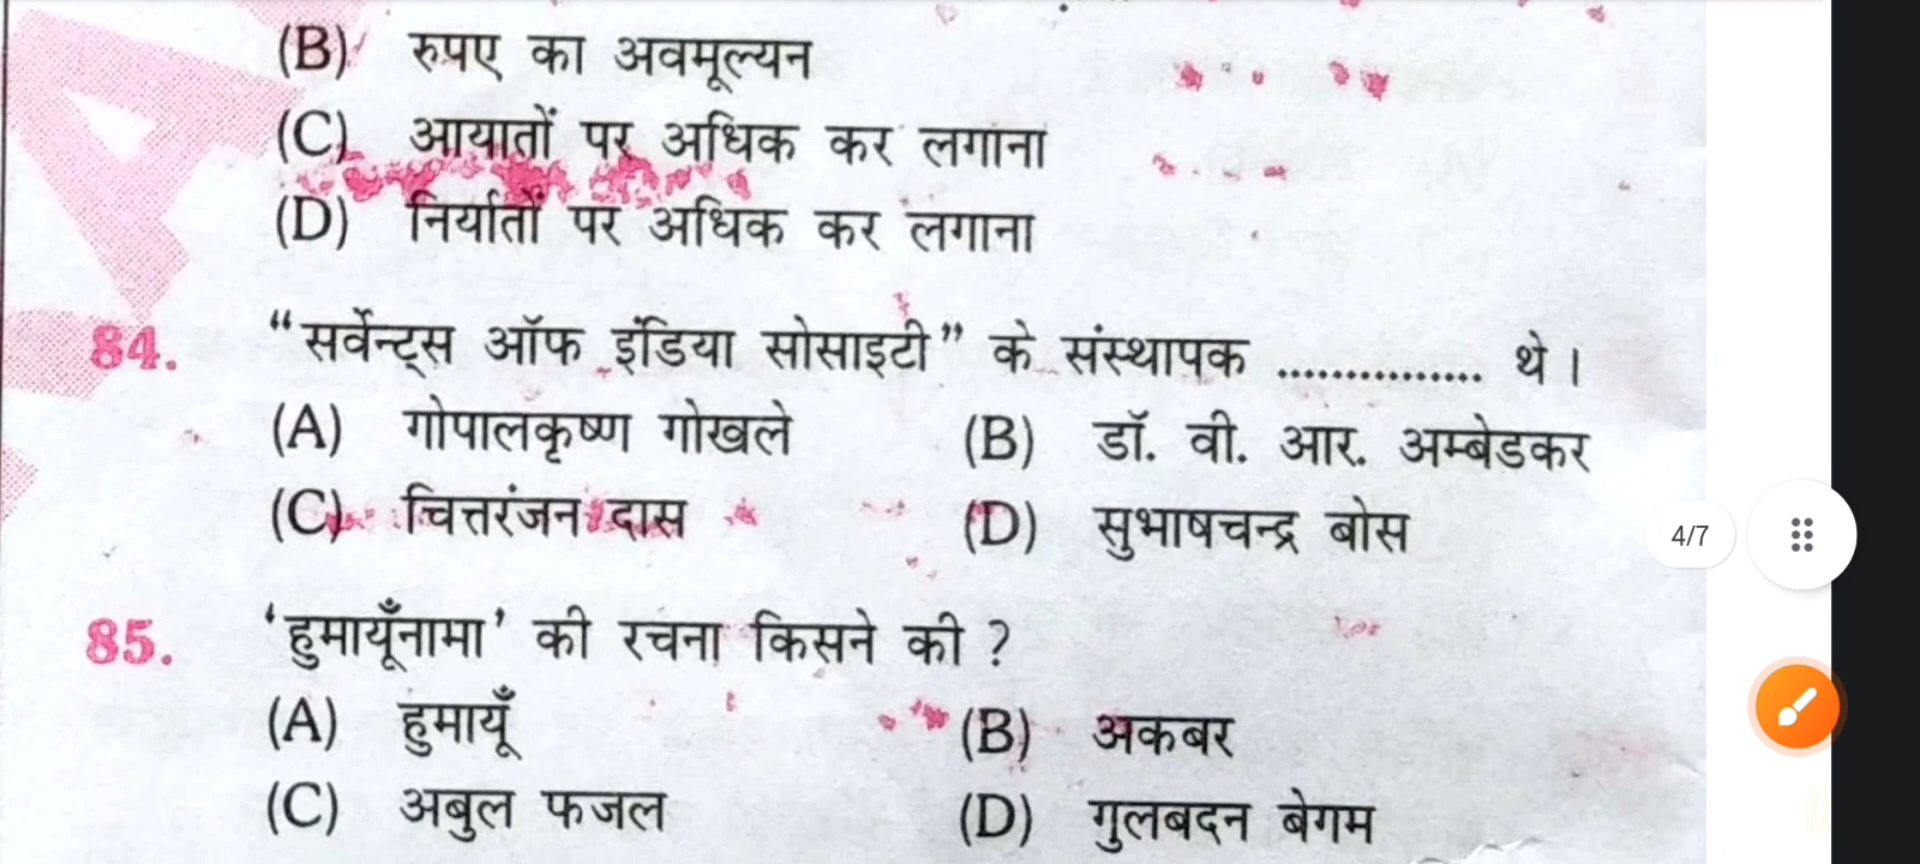 (B) रुपए का अवमूल्यन
(C) आयातों पर अधिक कर लगाना
(D) निर्यातों पर अधिक कर लगाना
84. “सर्वेन्ट्स ऑफ इंडिया सोसाइटी” के संस्थापक ............... थे ।
(A) गोपालकृष्ण गोखले (B) डॉ. वी. आर. अम्बेडकर
(C) चित्तरंजन दास (D) सुभाषचन्द्र बोस
4/7
85. ‘हुमायूँनामा’ की रचना किसने की ?
(A) हुमायूँ (B) अकबर
(C) अबुल फजल (D) गुलबदन बेगम